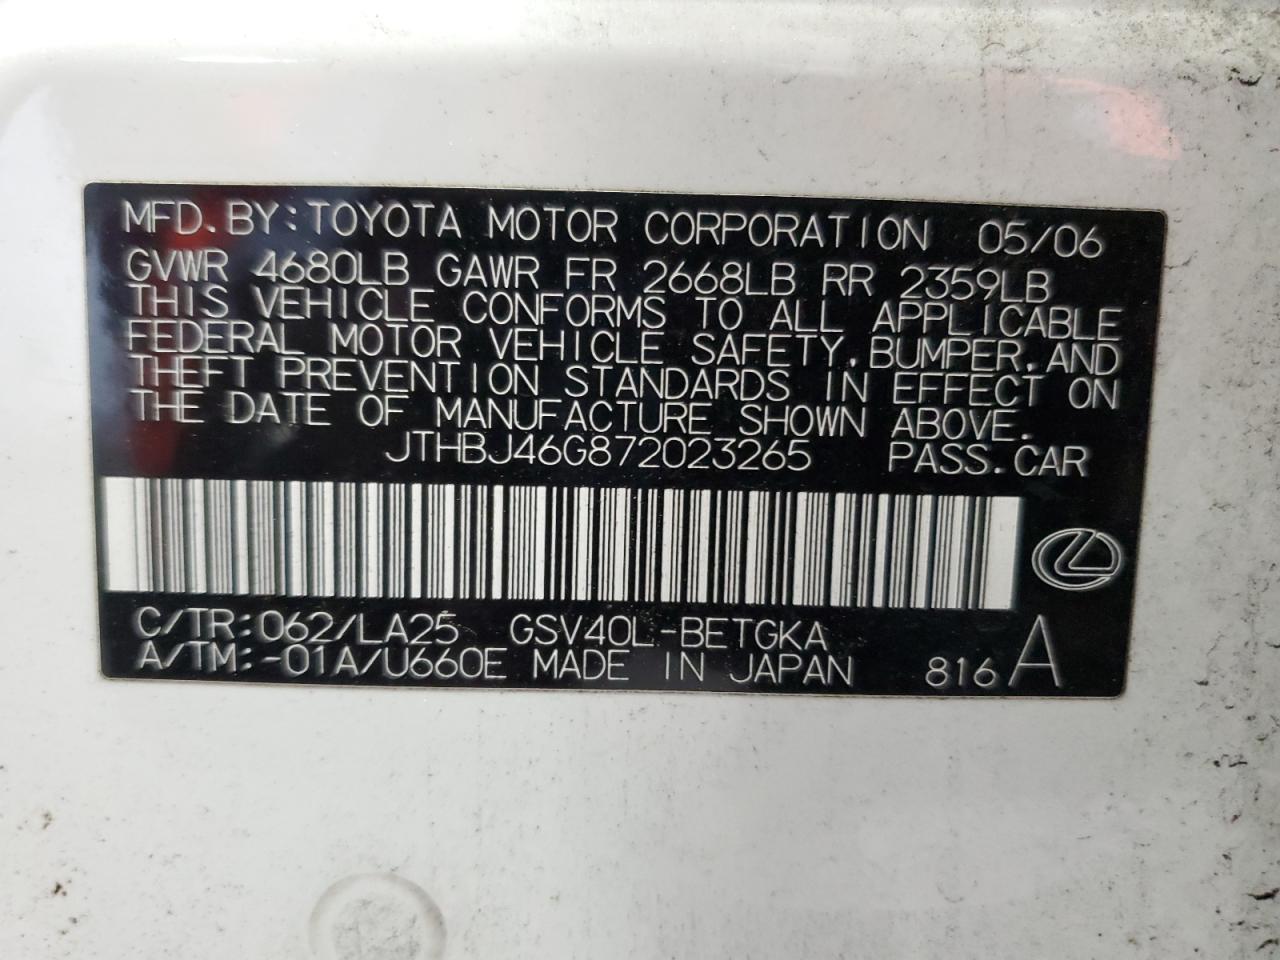 MFD. BY: TOYOTA MOTOR CORPORATION 05/06
GVWR 4680LB GAWR FR 2668LB RR 2359LB
THIS VEHICLE CONFORMS TO ALL APPLICABLE
FEDERAL MOTOR VEHICLE SAFETY, BUMPER, AND
THEFT PREVENTION STANDARDS IN EFFECT ON
THE DATE OF MANUFACTURE SHOWN ABOVE.
JTHBJ46G872023265 PASS. CAR
C/TR: 062/LA25 GSV40L-BETGKA
A/TM: -01A/U660E MADE IN JAPAN 816 A